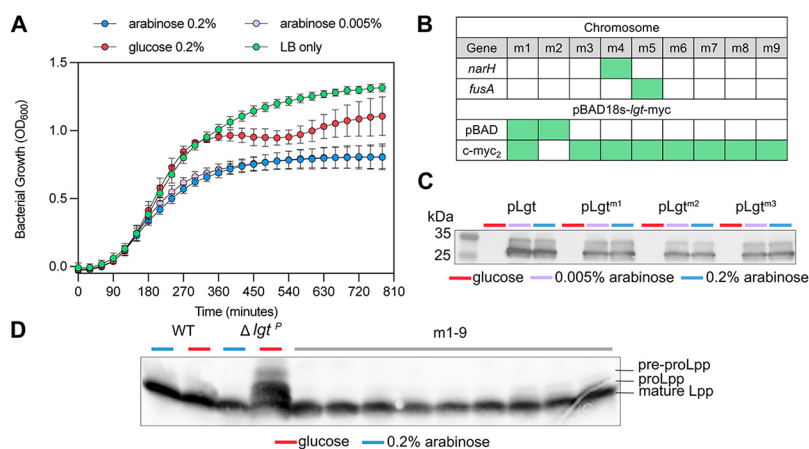 A
arabinose 0.2%
arabinose 0.005%
glucose 0.2%
LB only
Bacterial Growth (OD600)
1.5
1.0
0.5
0.0
0 90 180 270 360 450 540 630 720 810
Time (minutes)
B
Chromosome
Gene m1 m2 m3 m4 m5 m6 m7 m8 m9
narH
fusA
pBAD18s-lgt-myc
pBAD
c-myc2
C
kDa pLgt pLgtm1 pLgtm2 pLgtm3
35
25
glucose 0.005% arabinose 0.2% arabinose
D
WT Δ lgt P m1-9
pre-proLpp
proLpp
mature Lpp
glucose 0.2% arabinose